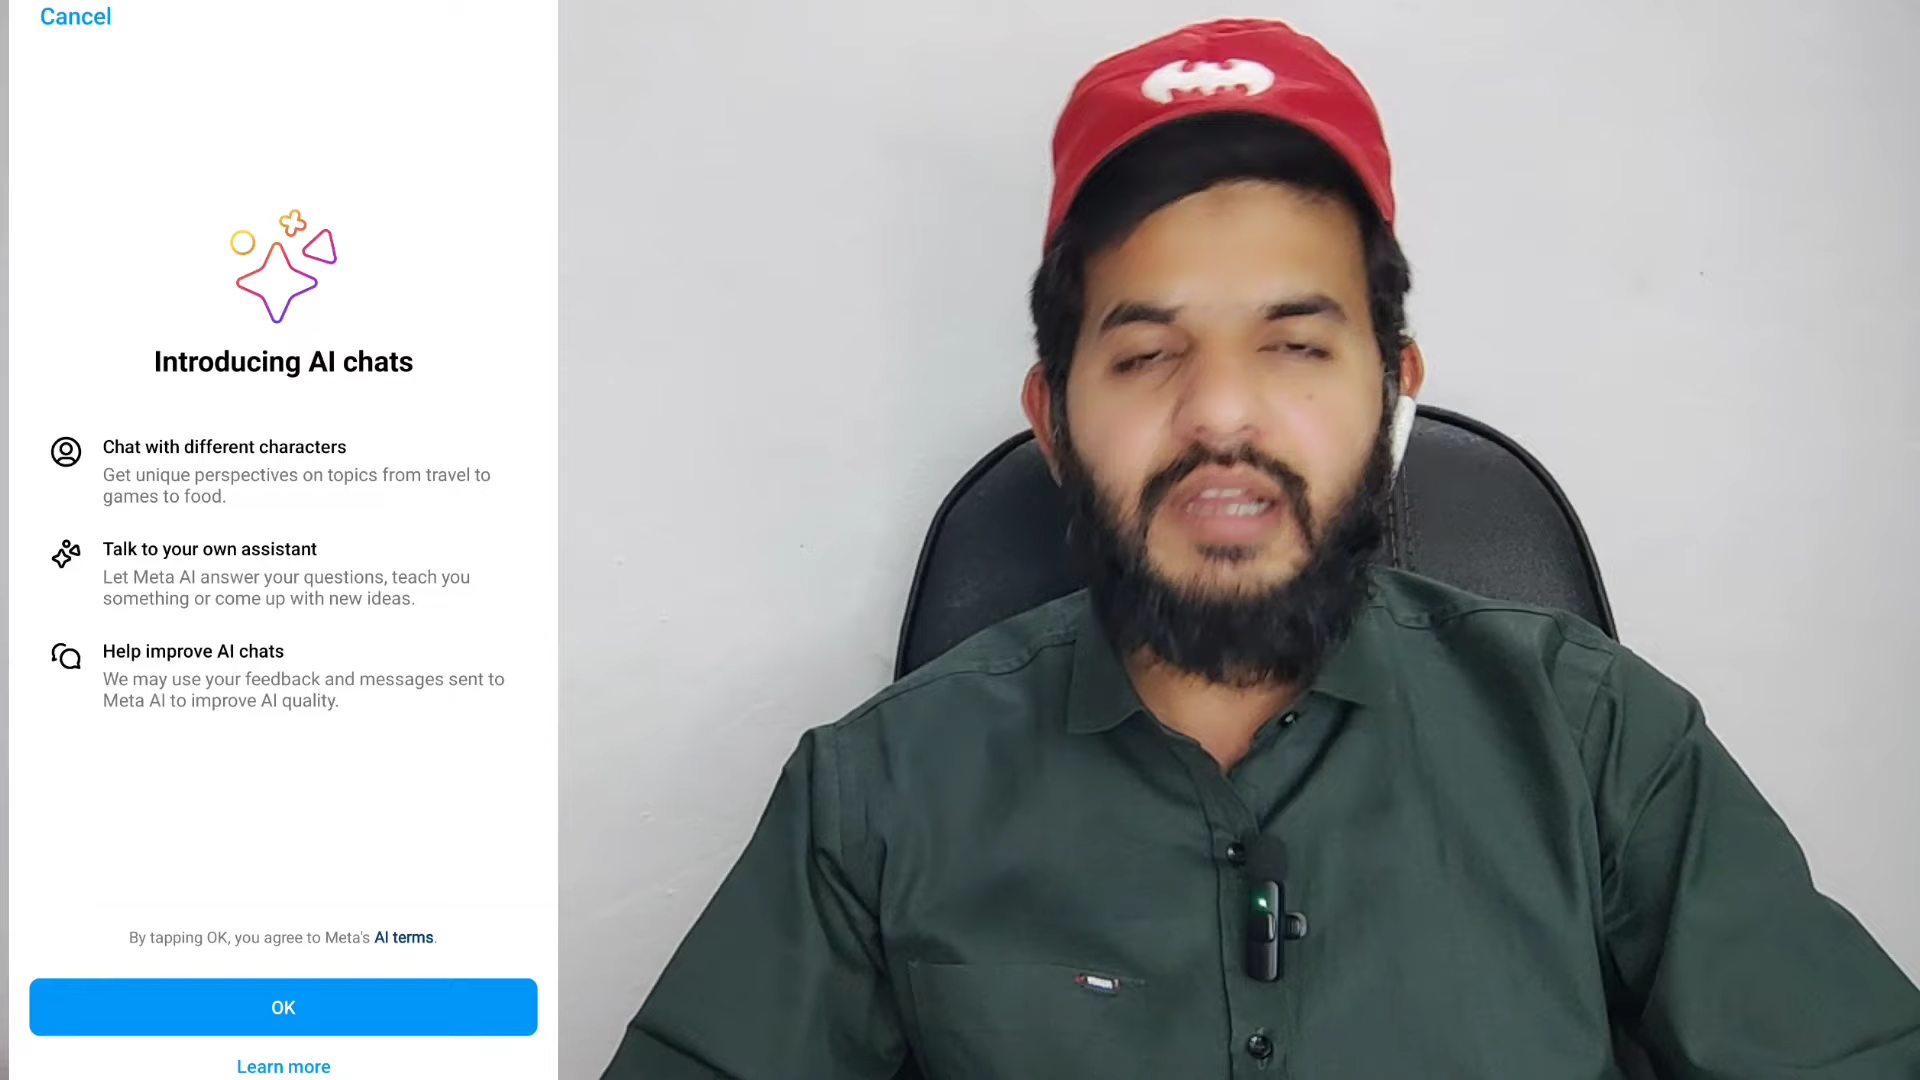 Cancel
Introducing AI chats
Chat with different characters
Get unique perspectives on topics from travel to
games to food.
Talk to your own assistant
Let Meta AI answer your questions, teach you
something or come up with new ideas.
Help improve AI chats
We may use your feedback and messages sent to
Meta AI to improve AI quality.
By tapping OK, you agree to Meta's AI terms.
OK
Learn more